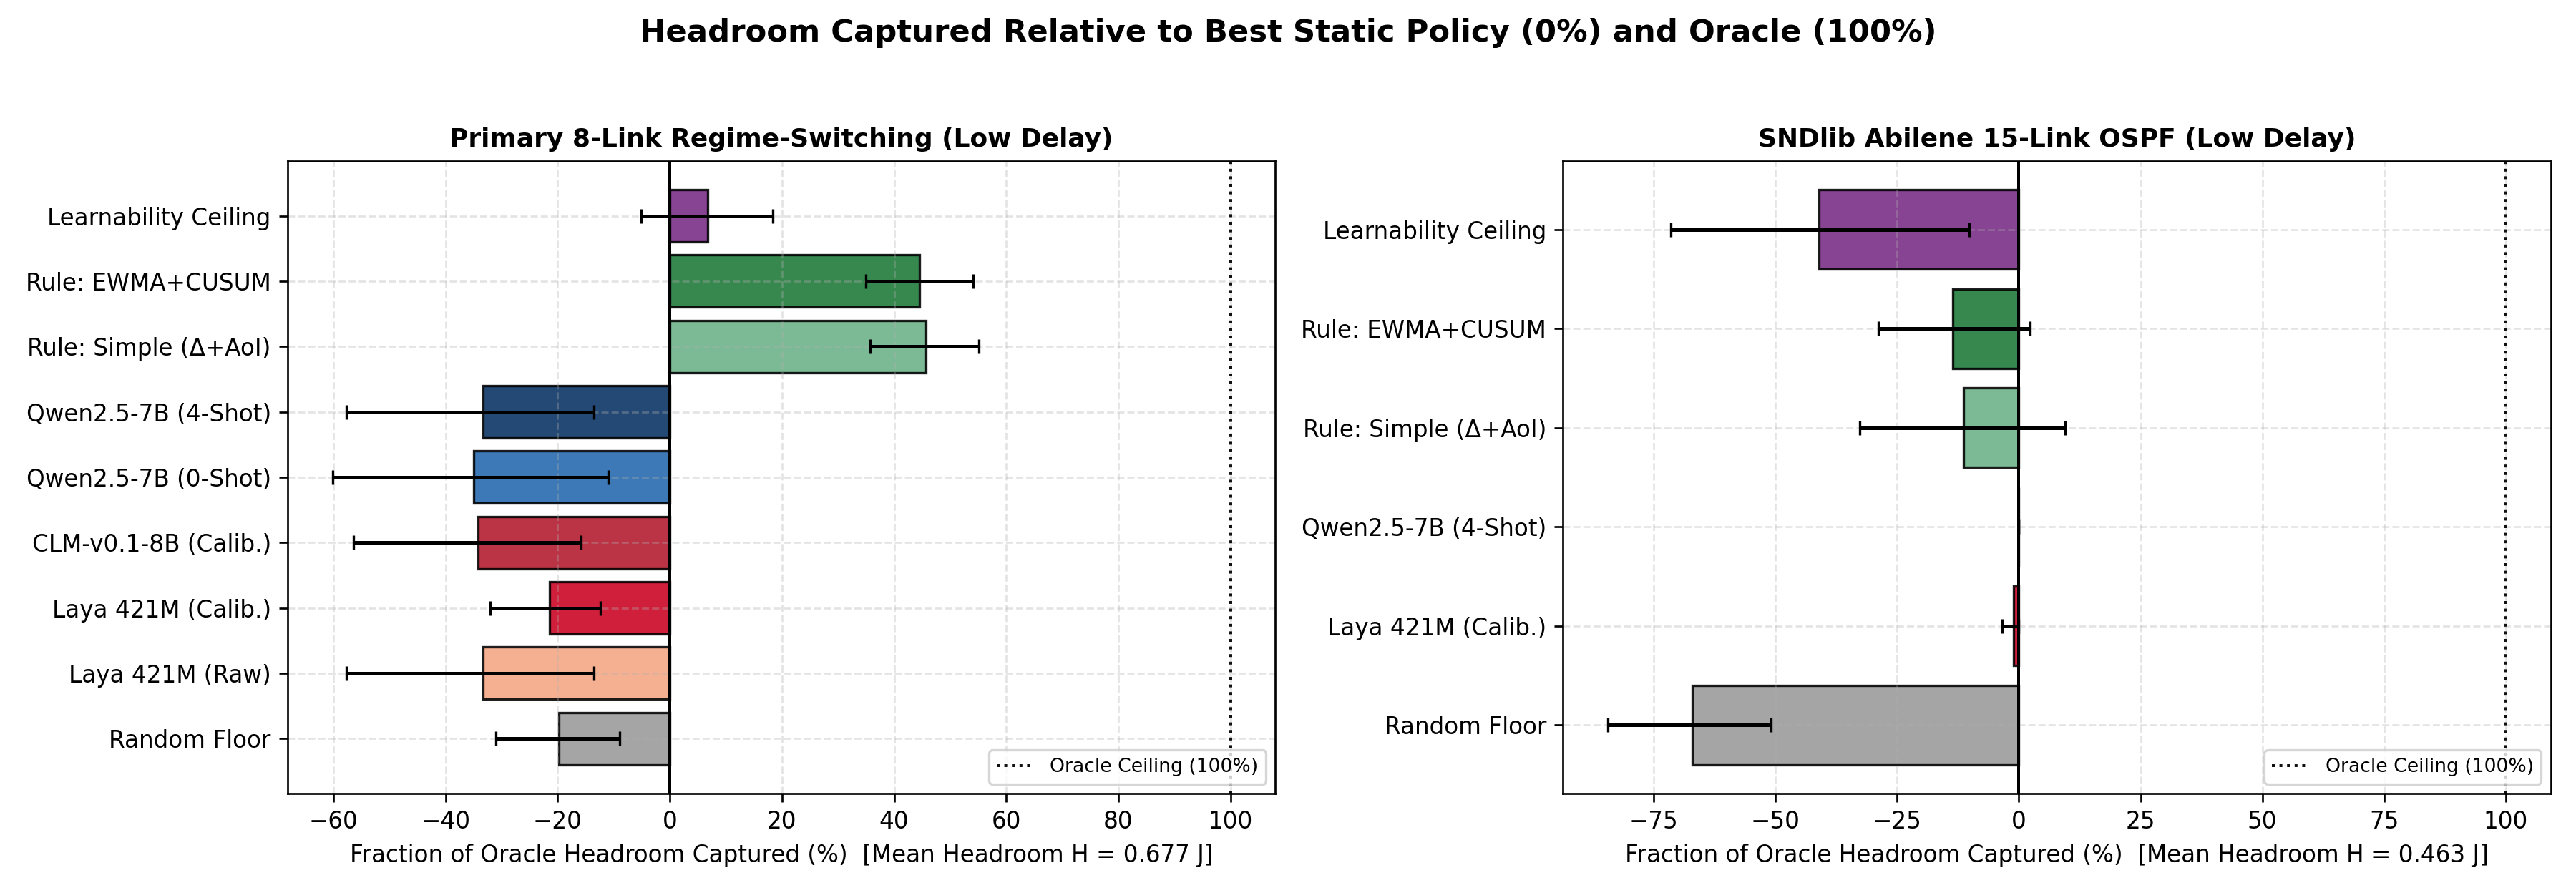 Headroom Captured Relative to Best Static Policy (0%) and Oracle (100%)
Primary 8-Link Regime-Switching (Low Delay)
Learnability Ceiling
Rule: EWMA+CUSUM
Rule: Simple (Δ+AoI)
Qwen2.5-7B (4-Shot)
Qwen2.5-7B (0-Shot)
CLM-v0.1-8B (Calib.)
Laya 421M (Calib.)
Laya 421M (Raw)
Random Floor
Oracle Ceiling (100%)
−60 −40 −20 0 20 40 60 80 100
Fraction of Oracle Headroom Captured (%) [Mean Headroom H = 0.677 J]
SNDlib Abilene 15-Link OSPF (Low Delay)
Learnability Ceiling
Rule: EWMA+CUSUM
Rule: Simple (Δ+AoI)
Qwen2.5-7B (4-Shot)
Laya 421M (Calib.)
Random Floor
Oracle Ceiling (100%)
−75 −50 −25 0 25 50 75 100
Fraction of Oracle Headroom Captured (%) [Mean Headroom H = 0.463 J]